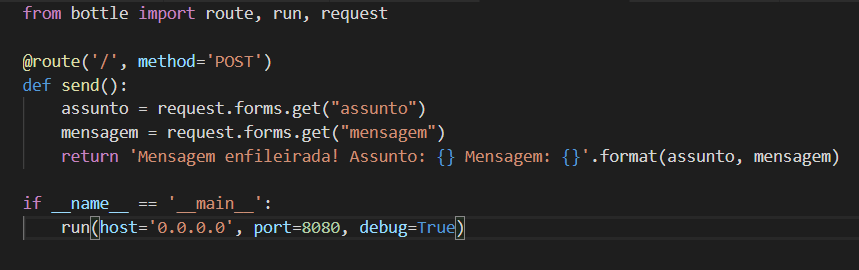 from bottle import route, run, request

@route('/', method='POST')
def send():
    assunto = request.forms.get("assunto")
    mensagem = request.forms.get("mensagem")
    return 'Mensagem enfileirada! Assunto: {} Mensagem: {}'.format(assunto, mensagem)

if __name__ == '__main__':
    run(host='0.0.0.0', port=8080, debug=True)